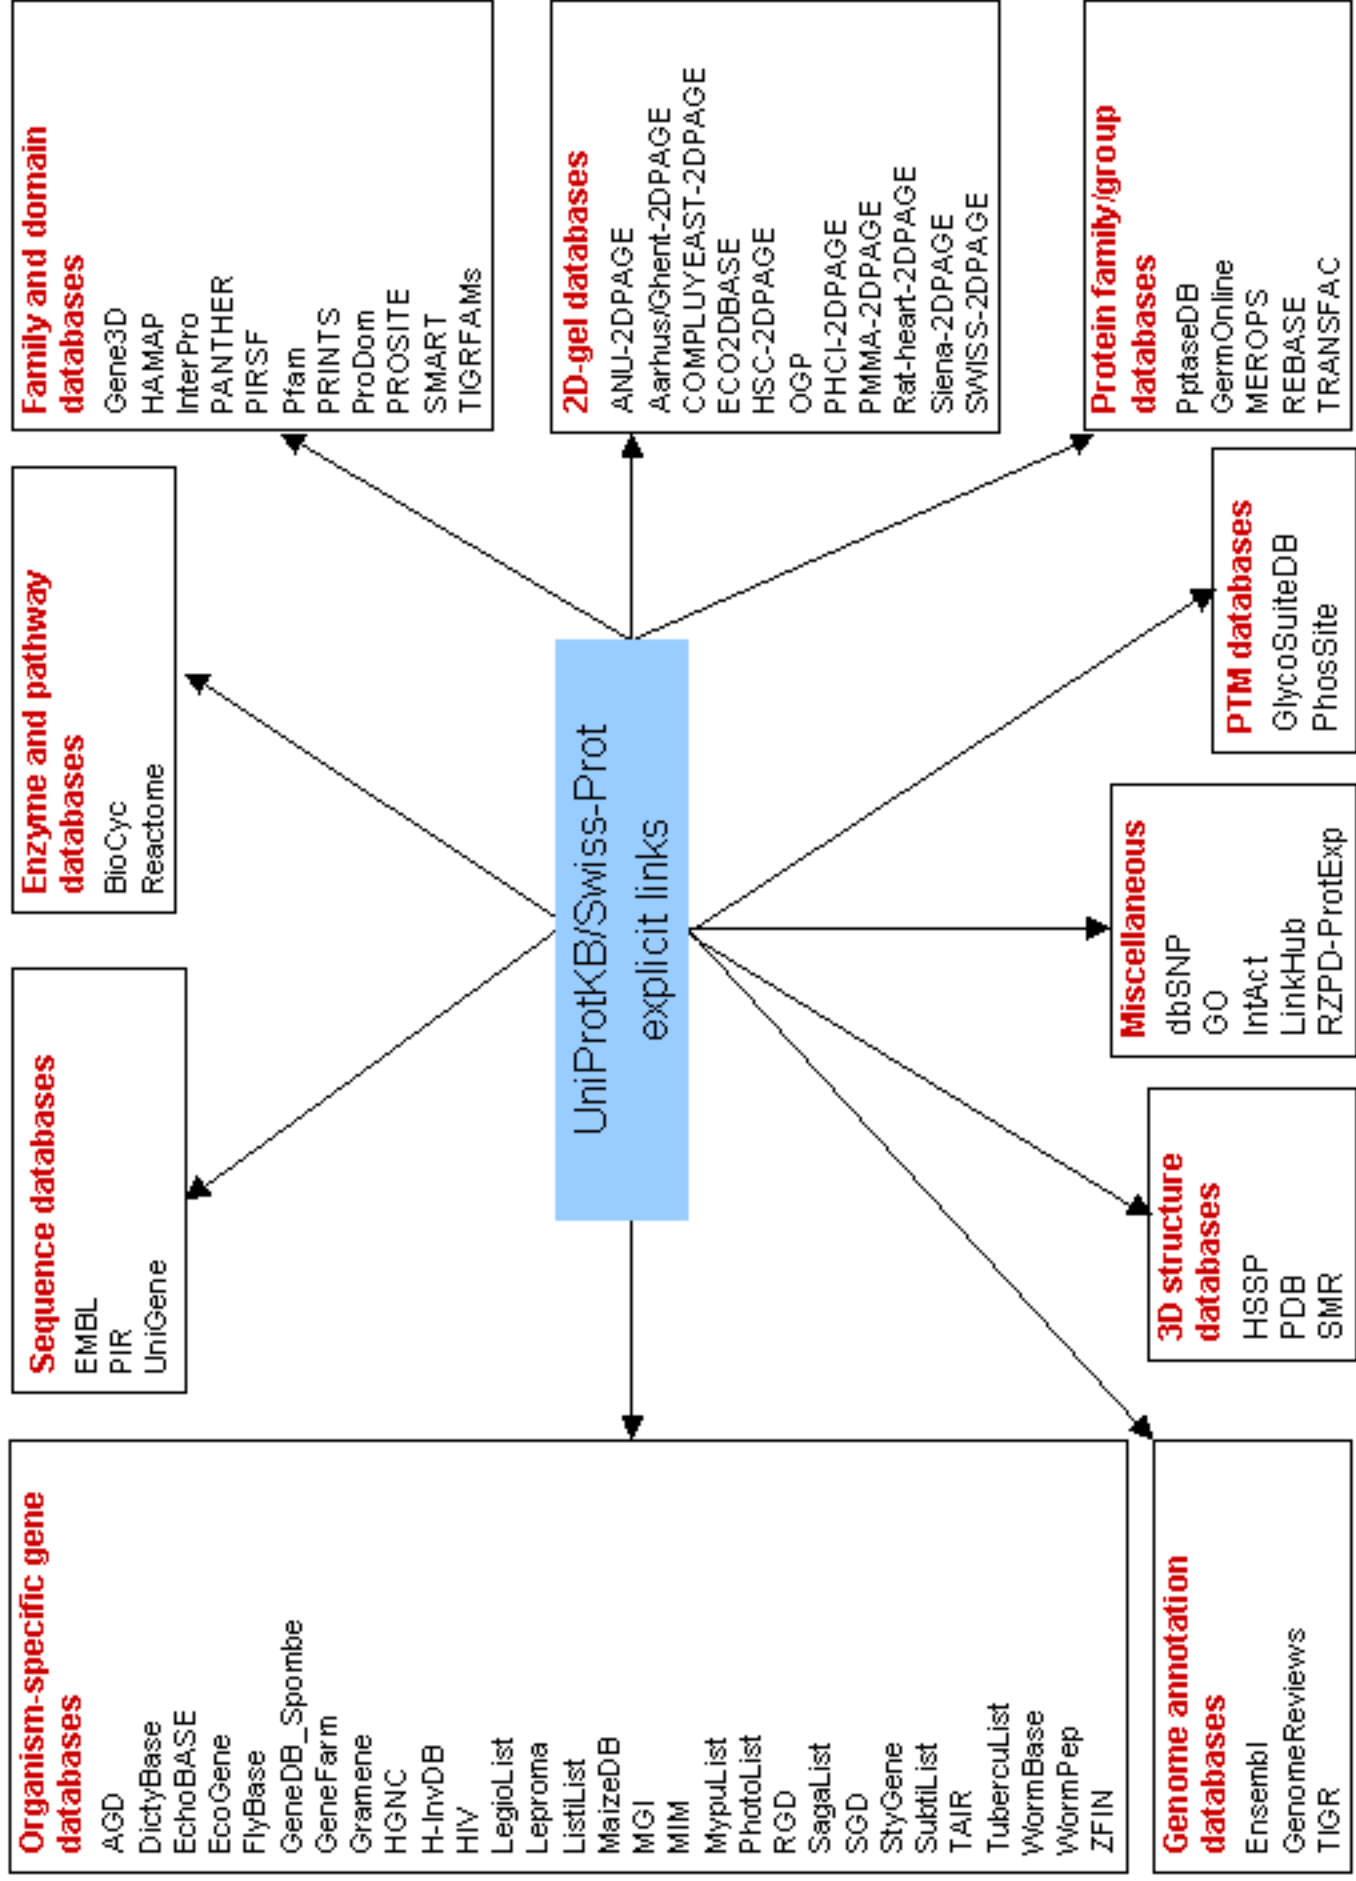 Organism-specific gene
databases
AGD
DictyBase
EchoBASE
EcoGene
FlyBase
GeneDB_Spombe
GeneFarm
Gramene
HGNC
H-InvDB
HIV
LegioList
Leproma
ListiList
MaizeDB
MGI
MIM
MypuList
PhotoList
RGD
SagaList
SGD
StyGene
SubtiList
TAIR
TubercuList
WormBase
WormPep
ZFIN
Sequence databases
EMBL
PIR
UniGene
Enzyme and pathway
databases
BioCyc
Reactome
Family and domain
databases
Gene3D
HAMAP
InterPro
PANTHER
PIRSF
Pfam
PRINTS
ProDom
PROSITE
SMART
TIGRFAMs
UniProtKB/Swiss-Prot
explicit links
2D-gel databases
ANU-2DPAGE
Aarhus/Ghent-2DPAGE
COMPLUYEAST-2DPAGE
ECO2DBASE
HSC-2DPAGE
OGP
PHCI-2DPAGE
PMMA-2DPAGE
Rat-heart-2DPAGE
Siena-2DPAGE
SWISS-2DPAGE
Genome annotation
databases
Ensembl
GenomeReviews
TIGR
3D structure
databases
HSSP
PDB
SMR
Miscellaneous
dbSNP
GO
IntAct
LinkHub
RZPD-ProtExp
PTM databases
GlycoSuiteDB
PhosSite
Protein family/group
databases
PptaseDB
GermOnline
MEROPS
REBASE
TRANSFAC